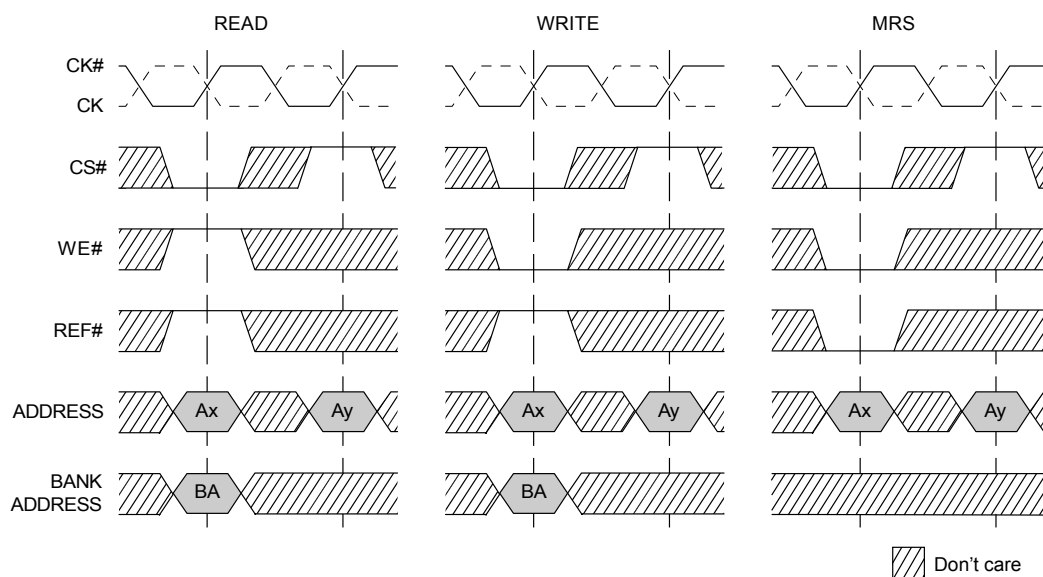 READ WRITE MRS
CK#
CK
CS#
WE#
REF#
ADDRESS Ax Ay Ax Ay Ax Ay
BANK
ADDRESS BA BA
Don't care